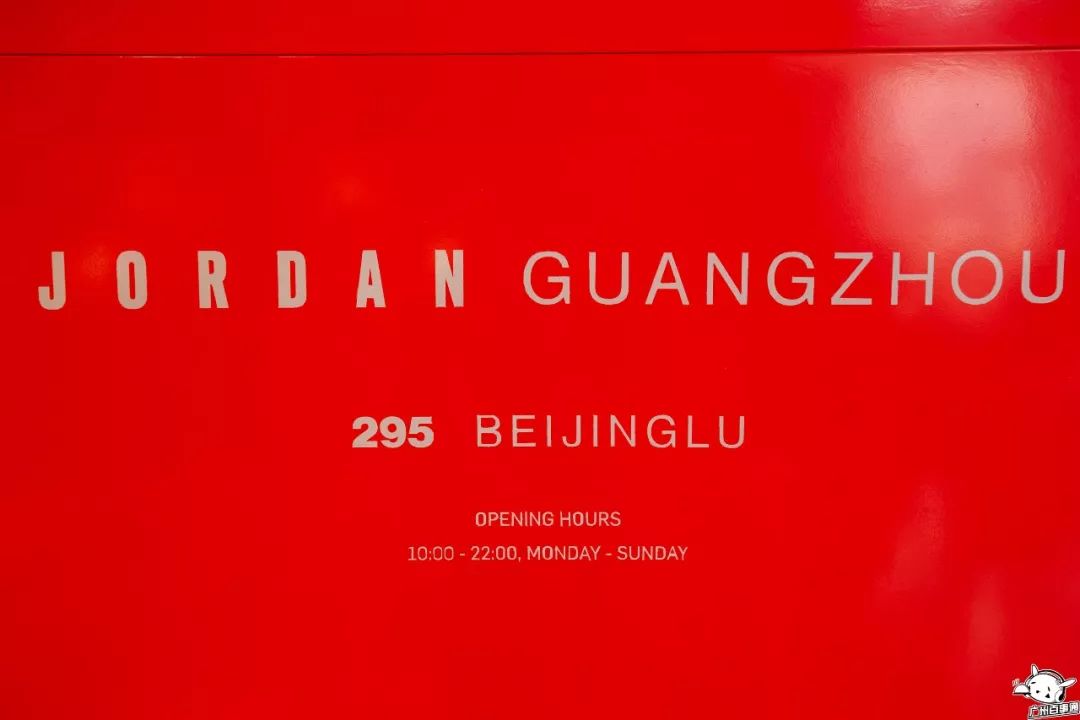 JORDAN GUANGZHOU
295 BEIJINGLU
OPENING HOURS
10:00 - 22:00, MONDAY - SUNDAY
广州百事通